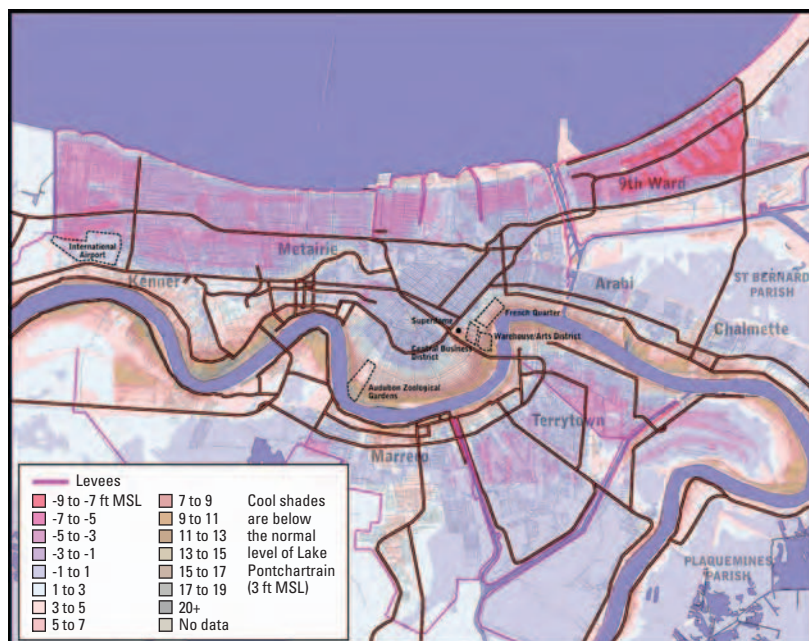 9th Ward
International
Airport
Metairie
Kenner
Arabi
ST BERNARD
PARISH
French Quarter
Superdome
Warehouse/Arts District
Central Business
District
Chalmette
Audubon Zoological
Gardens
Terrytown
Marrero
PLAQUEMINES
PARISH
Levees
-9 to -7 ft MSL
-7 to -5
-5 to -3
-3 to -1
-1 to 1
1 to 3
3 to 5
5 to 7
7 to 9
9 to 11
11 to 13
13 to 15
15 to 17
17 to 19
20+
No data
Cool shades
are below
the normal
level of Lake
Pontchartrain
(3 ft MSL)